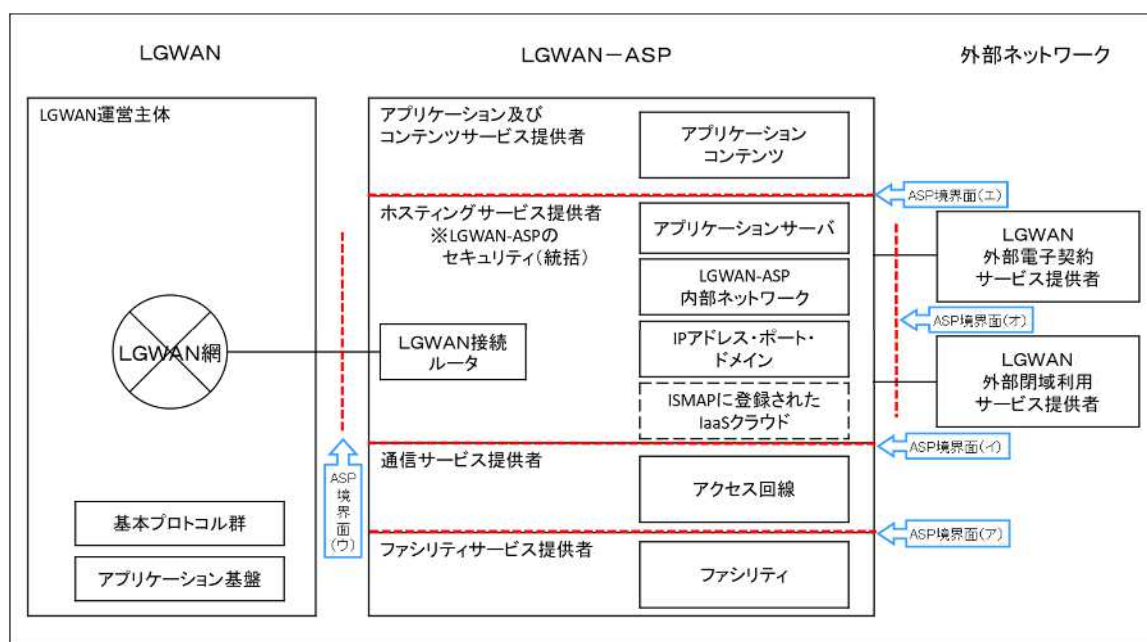 LGWAN
LGWAN-ASP
外部ネットワーク
LGWAN運営主体
LGWAN網
基本プロトコル群
アプリケーション基盤
ASP
境
界
面
(ウ)
アプリケーション及び
コンテンツサービス提供者
アプリケーション
コンテンツ
ASP境界面(エ)
ホスティングサービス提供者
※LGWAN-ASPの
セキュリティ(統括)
アプリケーションサーバ
LGWAN-ASP
内部ネットワーク
LGWAN接続
ルータ
IPアドレス・ポート・
ドメイン
ISMAPに登録された
IaaSクラウド
LGWAN
外部電子契約
サービス提供者
ASP境界面(オ)
LGWAN
外部閉域利用
サービス提供者
ASP境界面(イ)
通信サービス提供者
アクセス回線
ASP境界面(ア)
ファシリティサービス提供者
ファシリティ